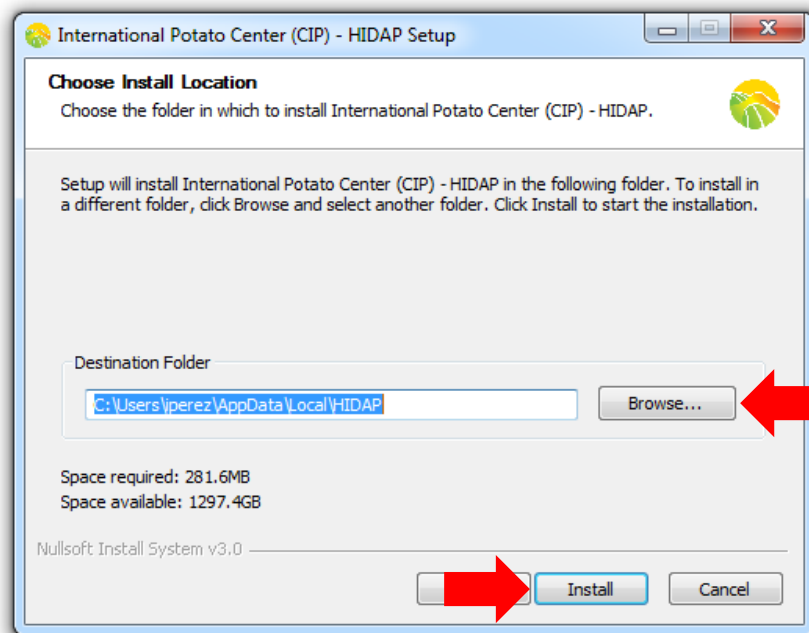 International Potato Center (CIP) - HIDAP Setup
Choose Install Location
Choose the folder in which to install International Potato Center (CIP) - HIDAP.
Setup will install International Potato Center (CIP) - HIDAP in the following folder. To install in
a different folder, click Browse and select another folder. Click Install to start the installation.
Destination Folder
C:\Users\jperez\AppData\Local\HIDAP
Browse...
Space required: 281.6MB
Space available: 1297.4GB
Nullsoft Install System v3.0
Install
Cancel